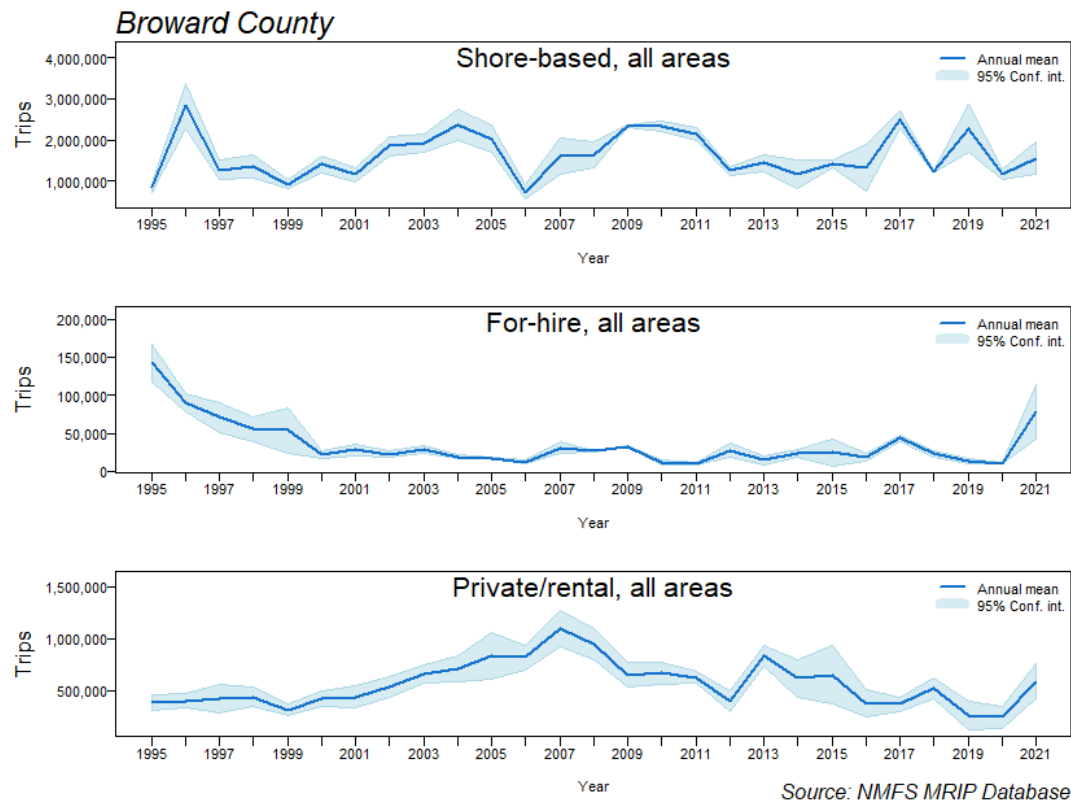 Broward County
Shore-based, all areas
Annual mean
95% Conf. int.
Trips
4,000,000
3,000,000
2,000,000
1,000,000
1995 1997 1999 2001 2003 2005 2007 2009 2011 2013 2015 2017 2019 2021
Year
For-hire, all areas
Annual mean
95% Conf. int.
Trips
200,000
150,000
100,000
50,000
0
1995 1997 1999 2001 2003 2005 2007 2009 2011 2013 2015 2017 2019 2021
Year
Private/rental, all areas
Annual mean
95% Conf. int.
Trips
1,500,000
1,000,000
500,000
1995 1997 1999 2001 2003 2005 2007 2009 2011 2013 2015 2017 2019 2021
Year
Source: NMFS MRIP Database